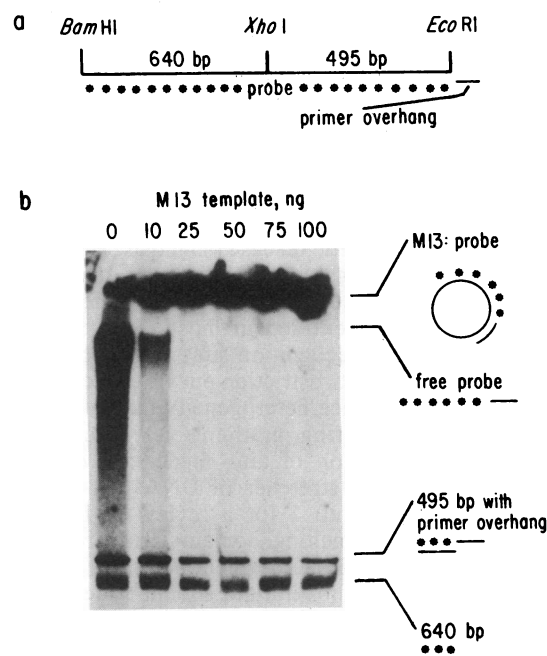 a
BamHI XhoI EcoRI
640 bp 495 bp
probe
primer overhang
b
M13 template, ng
0 10 25 50 75 100
M13: probe
free probe
495 bp with
primer overhang
640 bp